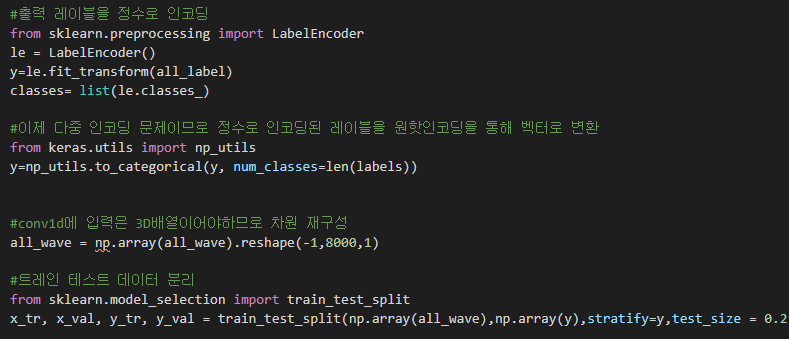 #출력 레이블을 정수로 인코딩
from sklearn.preprocessing import LabelEncoder
le = LabelEncoder()
y=le.fit_transform(all_label)
classes= list(le.classes_)
#이제 다중 인코딩 문제이므로 정수로 인코딩된 레이블을 원핫인코딩을 통해 벡터로 변환
from keras.utils import np_utils
y=np_utils.to_categorical(y, num_classes=len(labels))
#conv1d에 입력은 3D배열이어야하므로 차원 재구성
all_wave = np.array(all_wave).reshape(-1,8000,1)
#트레인 테스트 데이터 분리
from sklearn.model_selection import train_test_split
x_tr, x_val, y_tr, y_val = train_test_split(np.array(all_wave),np.array(y),stratify=y,test_size = 0.2